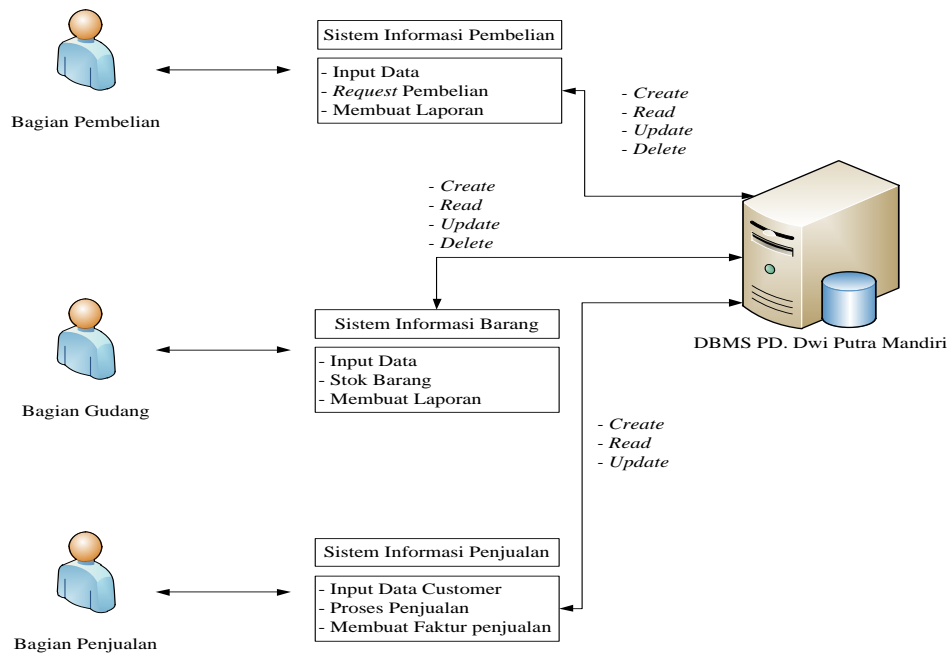 Sistem Informasi Pembelian
- Input Data
- Request Pembelian
- Membuat Laporan
Bagian Pembelian
- Create
- Read
- Update
- Delete
- Create
- Read
- Update
- Delete
Sistem Informasi Barang
- Input Data
- Stok Barang
- Membuat Laporan
Bagian Gudang
DBMS PD. Dwi Putra Mandiri
- Create
- Read
- Update
Sistem Informasi Penjualan
- Input Data Customer
- Proses Penjualan
- Membuat Faktur penjualan
Bagian Penjualan